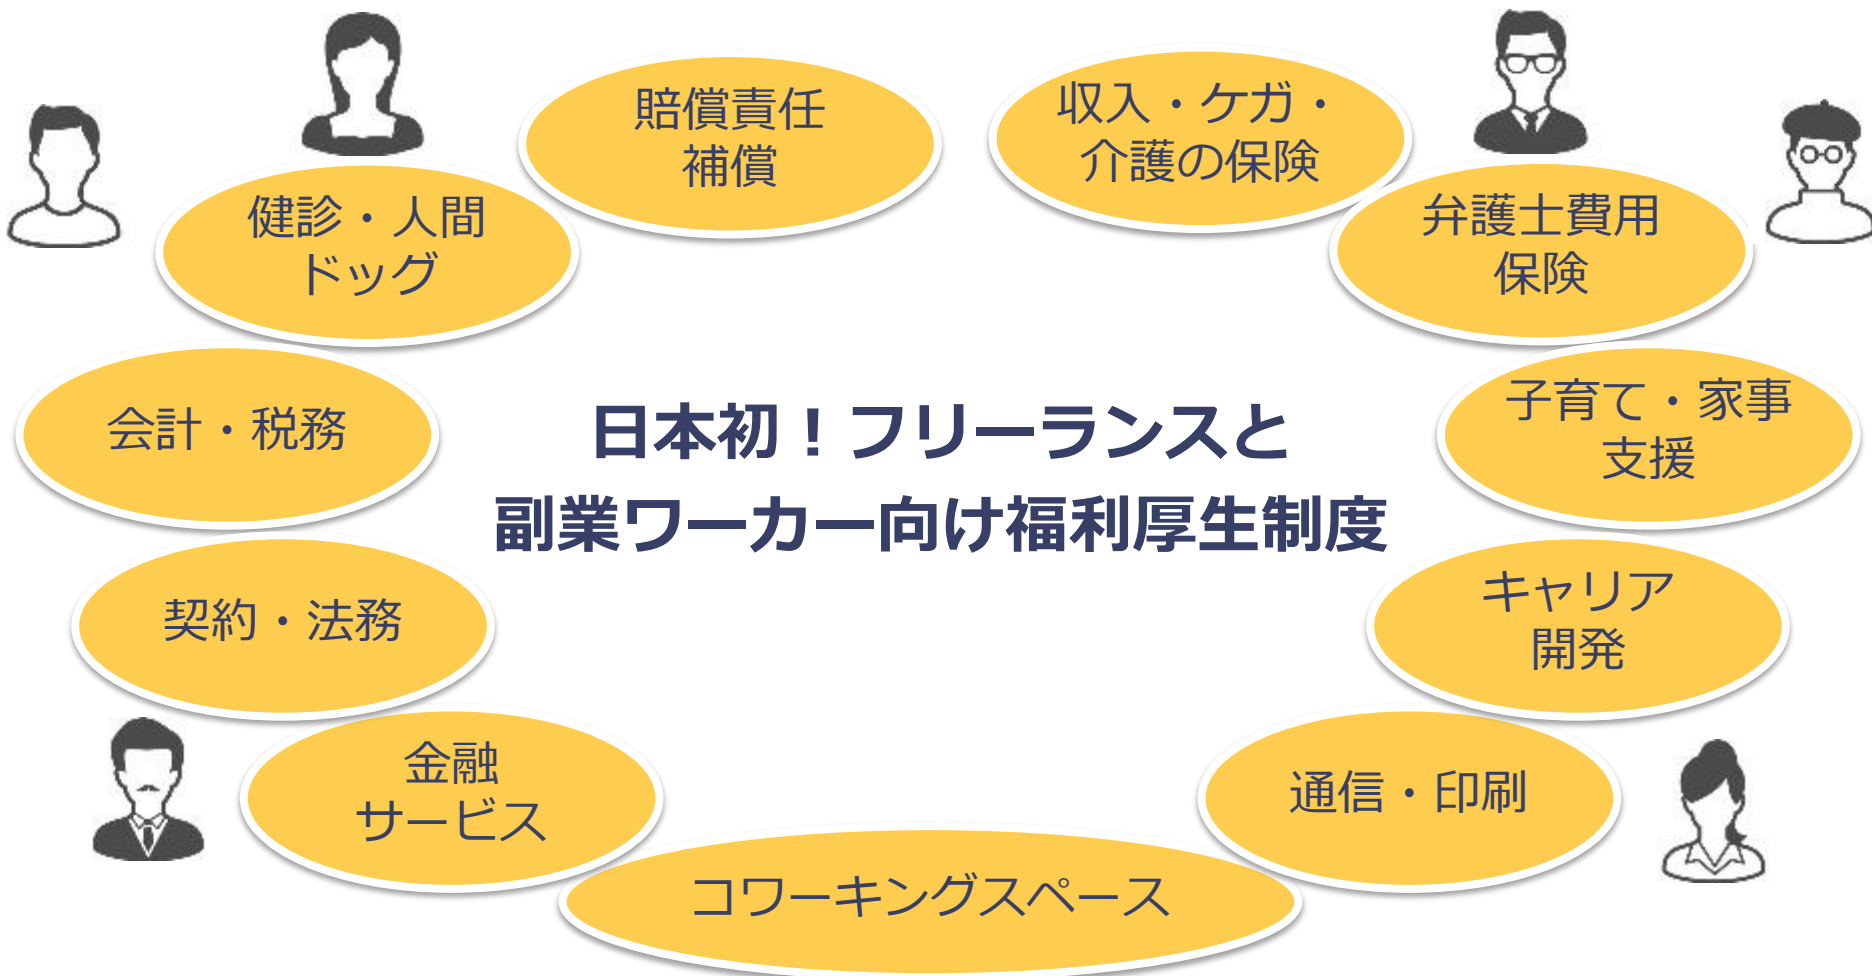 賠償責任
補償
収入・ケガ・
介護の保険
健診・人間
ドッグ
弁護士費用
保険
会計・税務
日本初！フリーランスと
副業ワーカー向け福利厚生制度
子育て・家事
支援
契約・法務
キャリア
開発
金融
サービス
通信・印刷
コワーキングスペース